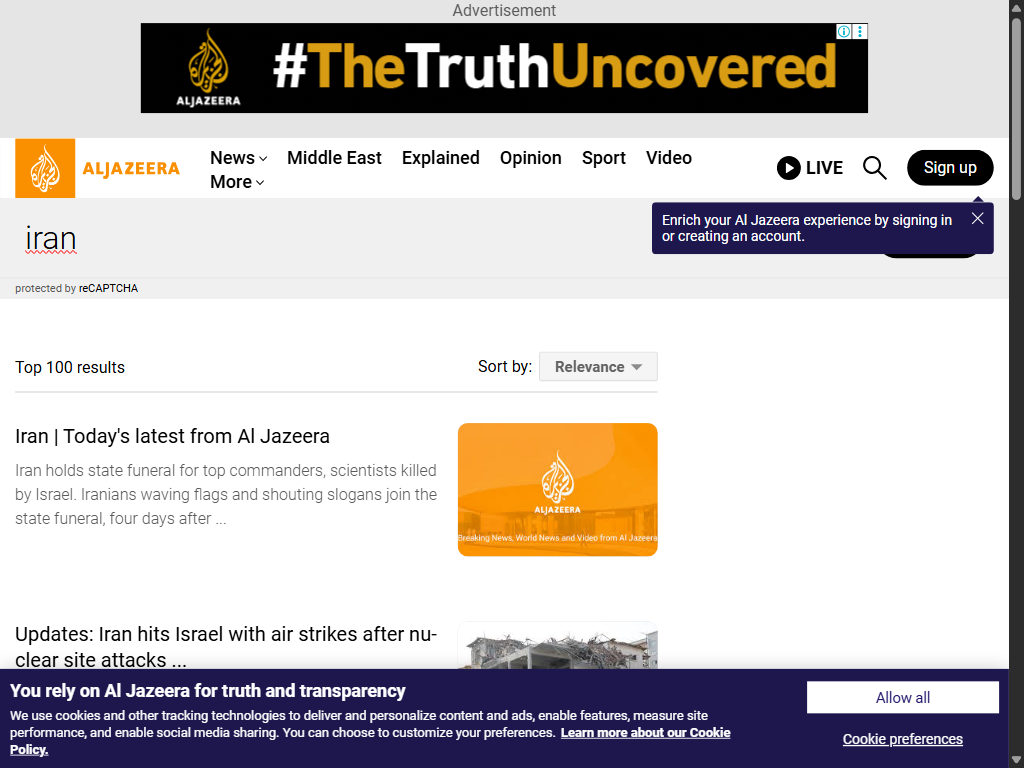 Advertisement
ALJAZEERA
#TheTruthUncovered
ALJAZEERA
News
Middle East
Explained
Opinion
Sport
Video
More
LIVE
Sign up
Enrich your Al Jazeera experience by signing in
or creating an account.
iran
protected by reCAPTCHA
Top 100 results
Sort by:
Relevance
Iran | Today's latest from Al Jazeera
Iran holds state funeral for top commanders, scientists killed
by Israel. Iranians waving flags and shouting slogans join the
state funeral, four days after ...
ALJAZEERA
Breaking News, World News and Video from Al Jazeera
Updates: Iran hits Israel with air strikes after nu-
clear site attacks ...
You rely on Al Jazeera for truth and transparency
We use cookies and other tracking technologies to deliver and personalize content and ads, enable features, measure site
performance, and enable social media sharing. You can choose to customize your preferences. Learn more about our Cookie
Policy.
Allow all
Cookie preferences